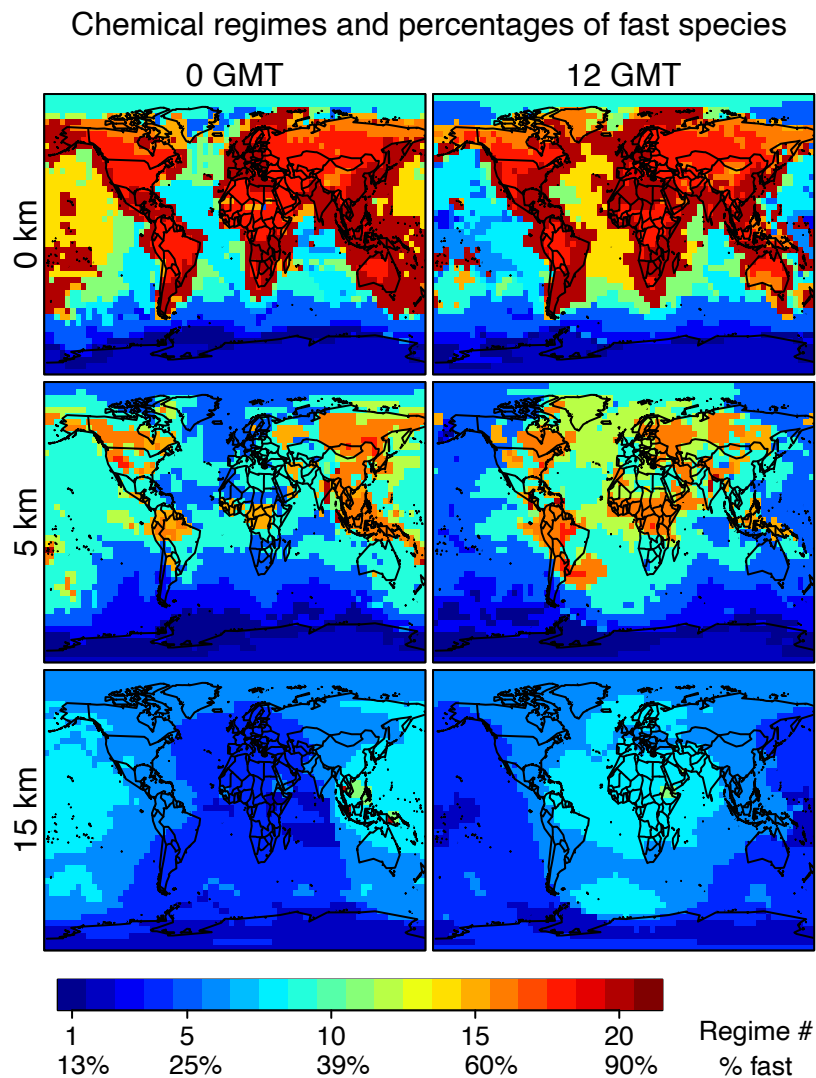 Chemical regimes and percentages of fast species
0 GMT 12 GMT
0 km
5 km
15 km
1 5 10 15 20 Regime #
13% 25% 39% 60% 90% % fast